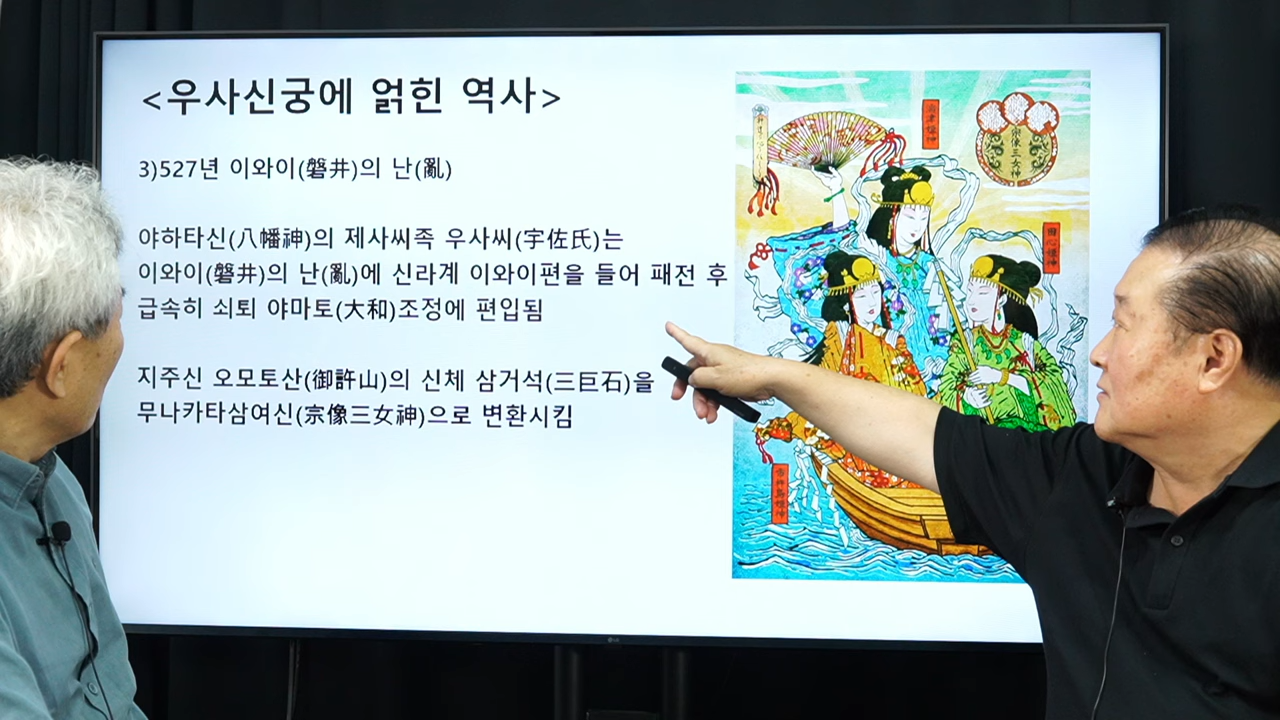 <우사신궁에 얽힌 역사>
3)527년 이와이(磐井)의 난(亂)
야하타신(八幡神)의 제사씨족 우사씨(宇佐氏)는
이와이(磐井)의 난(亂)에 신라계 이와이편을 들어 패전 후
급속히 쇠퇴 야마토(大和)조정에 편입됨
지주신 오모토산(御許山)의 신체 삼거석(三巨石)을
무나카타삼여신(宗像三女神)으로 변환시킴
宗像三女神
市杵島姫神
LG